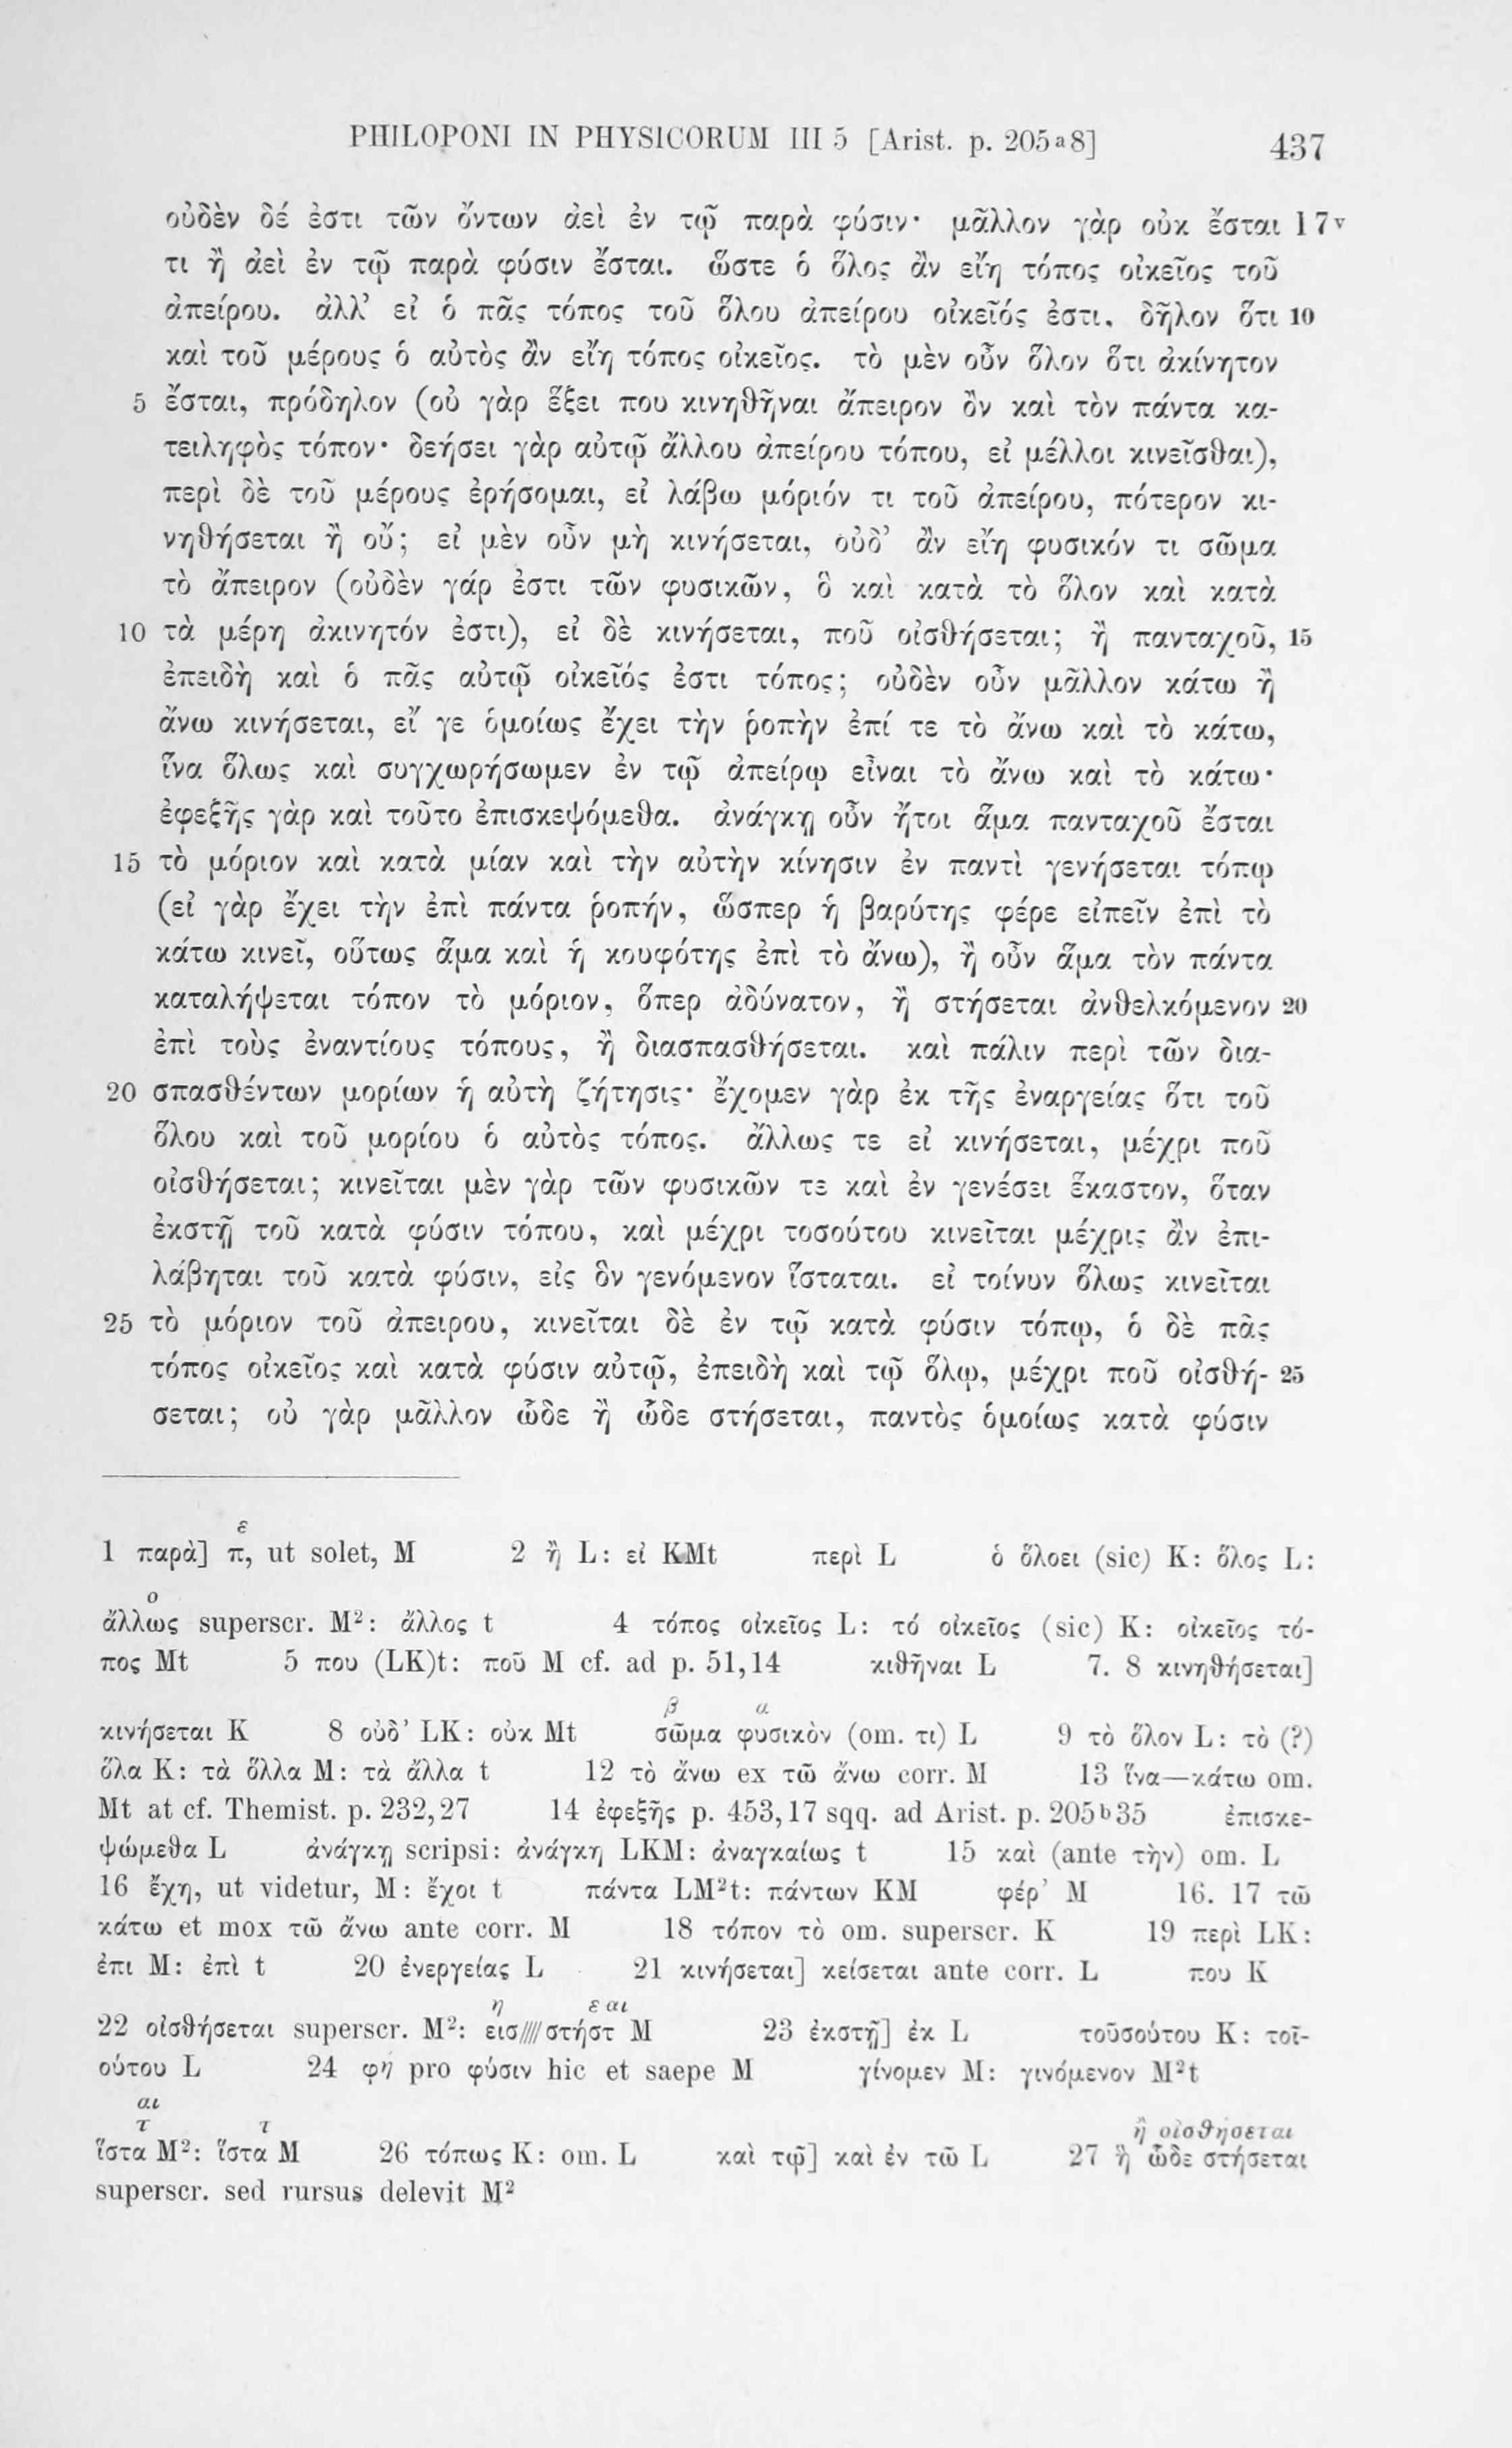 PHILOPONI IN PHYSICORUM III 5 [Arist. p. 205ᵃ8] 437
οὐδὲν δέ ἐστι τῶν ὄντων ἀεὶ ἐν τῷ παρὰ φύσιν· μᾶλλον γὰρ οὐκ ἔσται 17ᵛ
τι ἢ ἀεὶ ἐν τῷ παρὰ φύσιν ἔσται. ὥστε ὁ ὅλος ἂν εἴη τόπος οἰκεῖος τοῦ
ἀπείρου. ἀλλ’ εἰ ὁ πᾶς τόπος τοῦ ὅλου ἀπείρου οἰκεῖός ἐστι, δῆλον ὅτι 10
καὶ τοῦ μέρους ὁ αὐτὸς ἂν εἴη τόπος οἰκεῖος. τὸ μὲν οὖν ὅλον ὅτι ἀκίνητον
5 ἔσται, πρόδηλον (οὐ γὰρ ἕξει που κινηθῆναι ἄπειρον ὂν καὶ τὸν πάντα κα-
τειληφὸς τόπον· δεήσει γὰρ αὐτῷ ἄλλου ἀπείρου τόπου, εἰ μέλλοι κινεῖσθαι),
περὶ δὲ τοῦ μέρους ἐρήσομαι, εἰ λάβω μόριόν τι τοῦ ἀπείρου, πότερον κι-
νηθήσεται ἢ οὔ; εἰ μὲν οὖν μὴ κινήσεται, οὐδ’ ἂν εἴη φυσικόν τι σῶμα
τὸ ἄπειρον (οὐδὲν γάρ ἐστι τῶν φυσικῶν, ὃ καὶ κατὰ τὸ ὅλον καὶ κατὰ
10 τὰ μέρη ἀκινητόν ἐστι), εἰ δὲ κινήσεται, ποῦ οἰσθήσεται; ἢ πανταχοῦ, 15
ἐπειδὴ καὶ ὁ πᾶς αὐτῷ οἰκεῖός ἐστι τόπος; οὐδὲν οὖν μᾶλλον κάτω ἢ
ἄνω κινήσεται, εἴ γε ὁμοίως ἔχει τὴν ῥοπὴν ἐπί τε τὸ ἄνω καὶ τὸ κάτω,
ἵνα ὅλως καὶ συγχωρήσωμεν ἐν τῷ ἀπείρῳ εἶναι τὸ ἄνω καὶ τὸ κάτω·
ἐφεξῆς γὰρ καὶ τοῦτο ἐπισκεψόμεθα. ἀνάγκῃ οὖν ἤτοι ἅμα πανταχοῦ ἔσται
15 τὸ μόριον καὶ κατὰ μίαν καὶ τὴν αὐτὴν κίνησιν ἐν παντὶ γενήσεται τόπῳ
(εἰ γὰρ ἔχει τὴν ἐπὶ πάντα ῥοπήν, ὥσπερ ἡ βαρύτης φέρε εἰπεῖν ἐπὶ τὸ
κάτω κινεῖ, οὕτως ἅμα καὶ ἡ κουφότης ἐπὶ τὸ ἄνω), ἢ οὖν ἅμα τὸν πάντα
καταλήψεται τόπον τὸ μόριον, ὅπερ ἀδύνατον, ἢ στήσεται ἀνθελκόμενον 20
ἐπὶ τοὺς ἐναντίους τόπους, ἢ διασπασθήσεται. καὶ πάλιν περὶ τῶν δια-
20 σπασθέντων μορίων ἡ αὐτὴ ζήτησις· ἔχομεν γὰρ ἐκ τῆς ἐναργείας ὅτι τοῦ
ὅλου καὶ τοῦ μορίου ὁ αὐτὸς τόπος. ἄλλως τε εἰ κινήσεται, μέχρι ποῦ
οἰσθήσεται; κινεῖται μὲν γὰρ τῶν φυσικῶν τε καὶ ἐν γενέσει ἕκαστον, ὅταν
ἐκστῇ τοῦ κατὰ φύσιν τόπου, καὶ μέχρι τοσούτου κινεῖται μέχρις ἂν ἐπι-
λάβηται τοῦ κατὰ φύσιν, εἰς ὃν γενόμενον ἵσταται. εἰ τοίνυν ὅλως κινεῖται
25 τὸ μόριον τοῦ ἀπειρου, κινεῖται δὲ ἐν τῷ κατὰ φύσιν τόπῳ, ὁ δὲ πᾶς
τόπος οἰκεῖος καὶ κατὰ φύσιν αὐτῷ, ἐπειδὴ καὶ τῷ ὅλῳ, μέχρι ποῦ οἰσθή- 25
σεται; οὐ γὰρ μᾶλλον ὧδε ἢ ὧδε στήσεται, παντὸς ὁμοίως κατὰ φύσιν
ε
1 παρὰ] π, ut solet, M 2 ἢ L: εἰ KMt περὶ L ὁ ὅλοει (sic) K: ὅλος L:
ο
ἄλλως superscr. M²: ἄλλος t 4 τόπος οἰκεῖος L: τό οἰκεῖος (sic) K: οἰκεῖος τό-
πος Mt 5 που (LK)t: ποῦ M cf. ad p. 51,14 κιθῆναι L 7. 8 κινηθήσεται]
β α
κινήσεται K 8 οὐδ’ LK: οὐκ Mt σῶμα φυσικὸν (om. τι) L 9 τὸ ὅλον L: τὸ (?)
ὅλα K: τὰ ὅλλα M: τὰ ἄλλα t 12 τὸ ἄνω ex τῶ ἄνω corr. M 13 ἵνα—κάτω om.
Mt at cf. Themist. p. 232,27 14 ἐφεξῆς p. 453,17 sqq. ad Arist. p. 205ᵇ35 ἐπισκε-
ψώμεθα L ἀνάγκῃ scripsi: ἀνάγκη LKM: ἀναγκαίως t 15 καὶ (ante τὴν) om. L
16 ἔχη, ut videtur, M: ἔχοι t πάντα LM²t: πάντων KM φέρ’ M 16. 17 τῶ
κάτω et mox τῶ ἄνω ante corr. M 18 τόπον τὸ om. superscr. K 19 περὶ LK:
ἐπι M: ἐπὶ t 20 ἐνεργείας L 21 κινήσεται] κείσεται ante corr. L που K
η ε αι
22 οἰσθήσεται superscr. M²: εισ////στήστ M 23 ἐκστῇ] ἐκ L τοῦσούτου K: τοῖ-
ούτου L 24 φη pro φύσιν hic et saepe M γίνομεν M: γινόμενον M²t
αι
τ τ ἢ οἰσθήσεται
ἵστα M²: ἵστα M 26 τόπως K: om. L καὶ τῷ] καὶ ἐν τῶ L 27 ἢ ὧδε στήσεται
superscr. sed rursus delevit M²